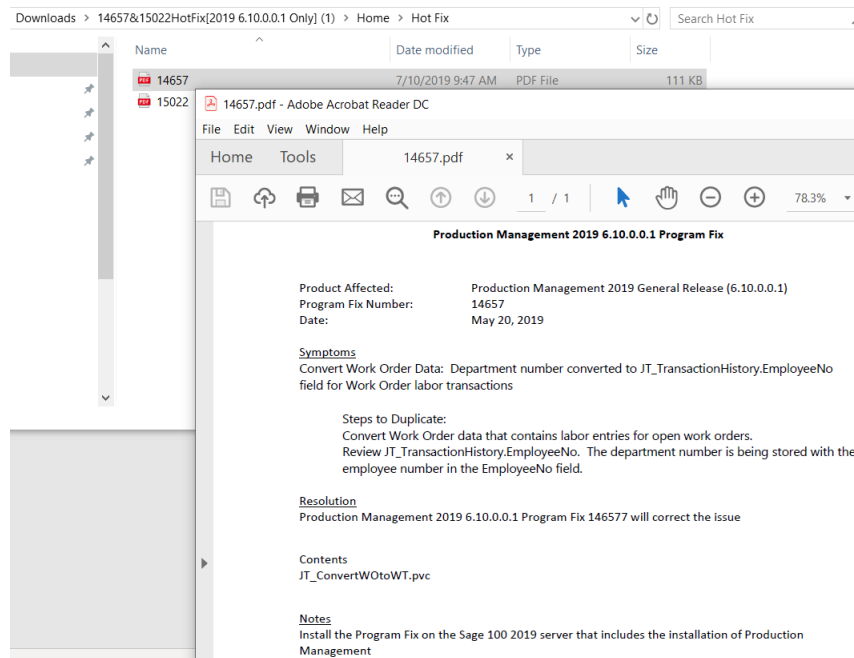 Downloads > 14657&15022HotFix[2019 6.10.0.0.1 Only] (1) > Home > Hot Fix
Search Hot Fix
Name Date modified Type Size
14657 7/10/2019 9:47 AM PDF File 111 KB
15022
14657.pdf - Adobe Acrobat Reader DC
File Edit View Window Help
Home Tools 14657.pdf ×
1 / 1 78.3%
Production Management 2019 6.10.0.0.1 Program Fix
Product Affected: Production Management 2019 General Release (6.10.0.0.1)
Program Fix Number: 14657
Date: May 20, 2019
Symptoms
Convert Work Order Data: Department number converted to JT_TransactionHistory.EmployeeNo
field for Work Order labor transactions
Steps to Duplicate:
Convert Work Order data that contains labor entries for open work orders.
Review JT_TransactionHistory.EmployeeNo. The department number is being stored with the
employee number in the EmployeeNo field.
Resolution
Production Management 2019 6.10.0.0.1 Program Fix 146577 will correct the issue
Contents
JT_ConvertWOtoWT.pvc
Notes
Install the Program Fix on the Sage 100 2019 server that includes the installation of Production
Management